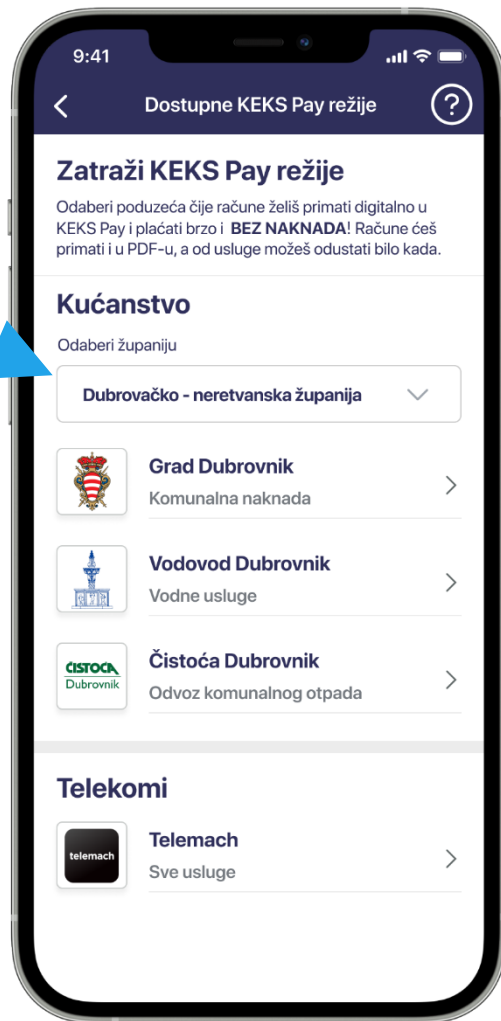 9:41
Dostupne KEKS Pay režije
?
Zatraži KEKS Pay režije
Odaberi poduzeća čije račune želiš primati digitalno u
KEKS Pay i plaćati brzo i BEZ NAKNADA! Račune ćeš
primati i u PDF-u, a od usluge možeš odustati bilo kada.
Kućanstvo
Odaberi županiju
Dubrovačko - neretvanska županija
Grad Dubrovnik
Komunalna naknada
Vodovod Dubrovnik
Vodne usluge
ČISTOĆA
Dubrovnik
Čistoća Dubrovnik
Odvoz komunalnog otpada
Telekomi
telemach
Telemach
Sve usluge